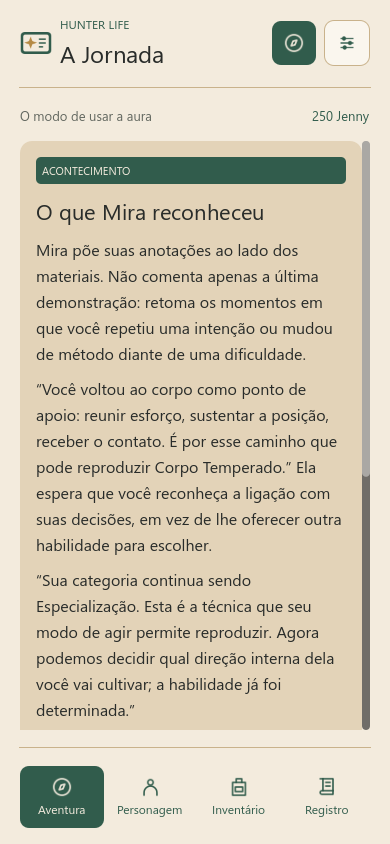 HUNTER LIFE
A Jornada
O modo de usar a aura
250 Jenny
ACONTECIMENTO
O que Mira reconheceu
Mira põe suas anotações ao lado dos
materiais. Não comenta apenas a última
demonstração: retoma os momentos em
que você repetiu uma intenção ou mudou
de método diante de uma dificuldade.
“Você voltou ao corpo como ponto de
apoio: reunir esforço, sustentar a posição,
receber o contato. É por esse caminho que
pode reproduzir Corpo Temperado.” Ela
espera que você reconheça a ligação com
suas decisões, em vez de lhe oferecer outra
habilidade para escolher.
“Sua categoria continua sendo
Especialização. Esta é a técnica que seu
modo de agir permite reproduzir. Agora
podemos decidir qual direção interna dela
você vai cultivar; a habilidade já foi
determinada.”
Aventura
Personagem
Inventário
Registro